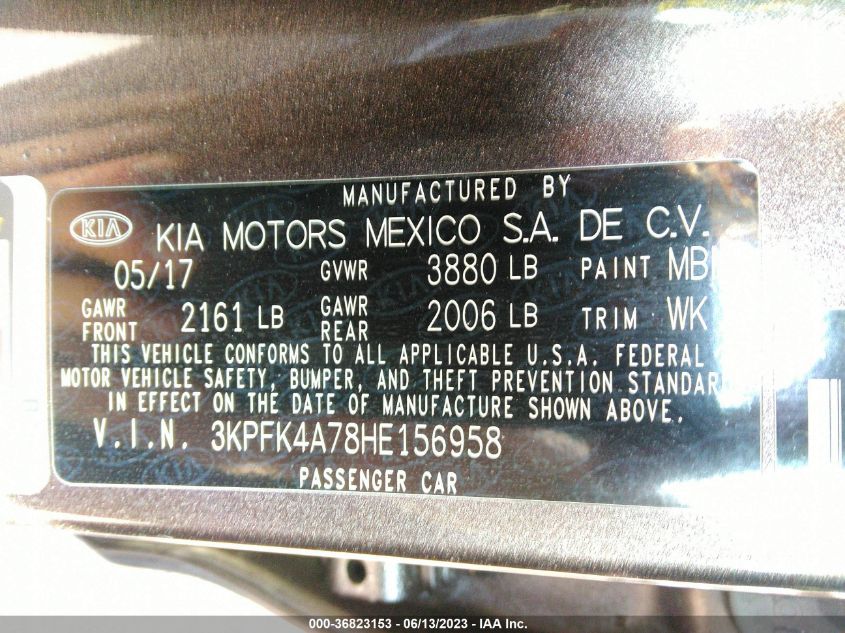 MANUFACTURED BY
KIA KIA MOTORS MEXICO S.A. DE C.V.
05/17 GVWR 3880 LB PAINT MB
GAWR FRONT 2161 LB GAWR REAR 2006 LB TRIM WK
THIS VEHICLE CONFORMS TO ALL APPLICABLE U.S.A. FEDERAL
MOTOR VEHICLE SAFETY, BUMPER, AND THEFT PREVENTION STANDAR
IN EFFECT ON THE DATE OF MANUFACTURE SHOWN ABOVE.
V.I.N. 3KPFK4A78HE156958
PASSENGER CAR
000-36823153 - 06/13/2023 - IAA Inc.